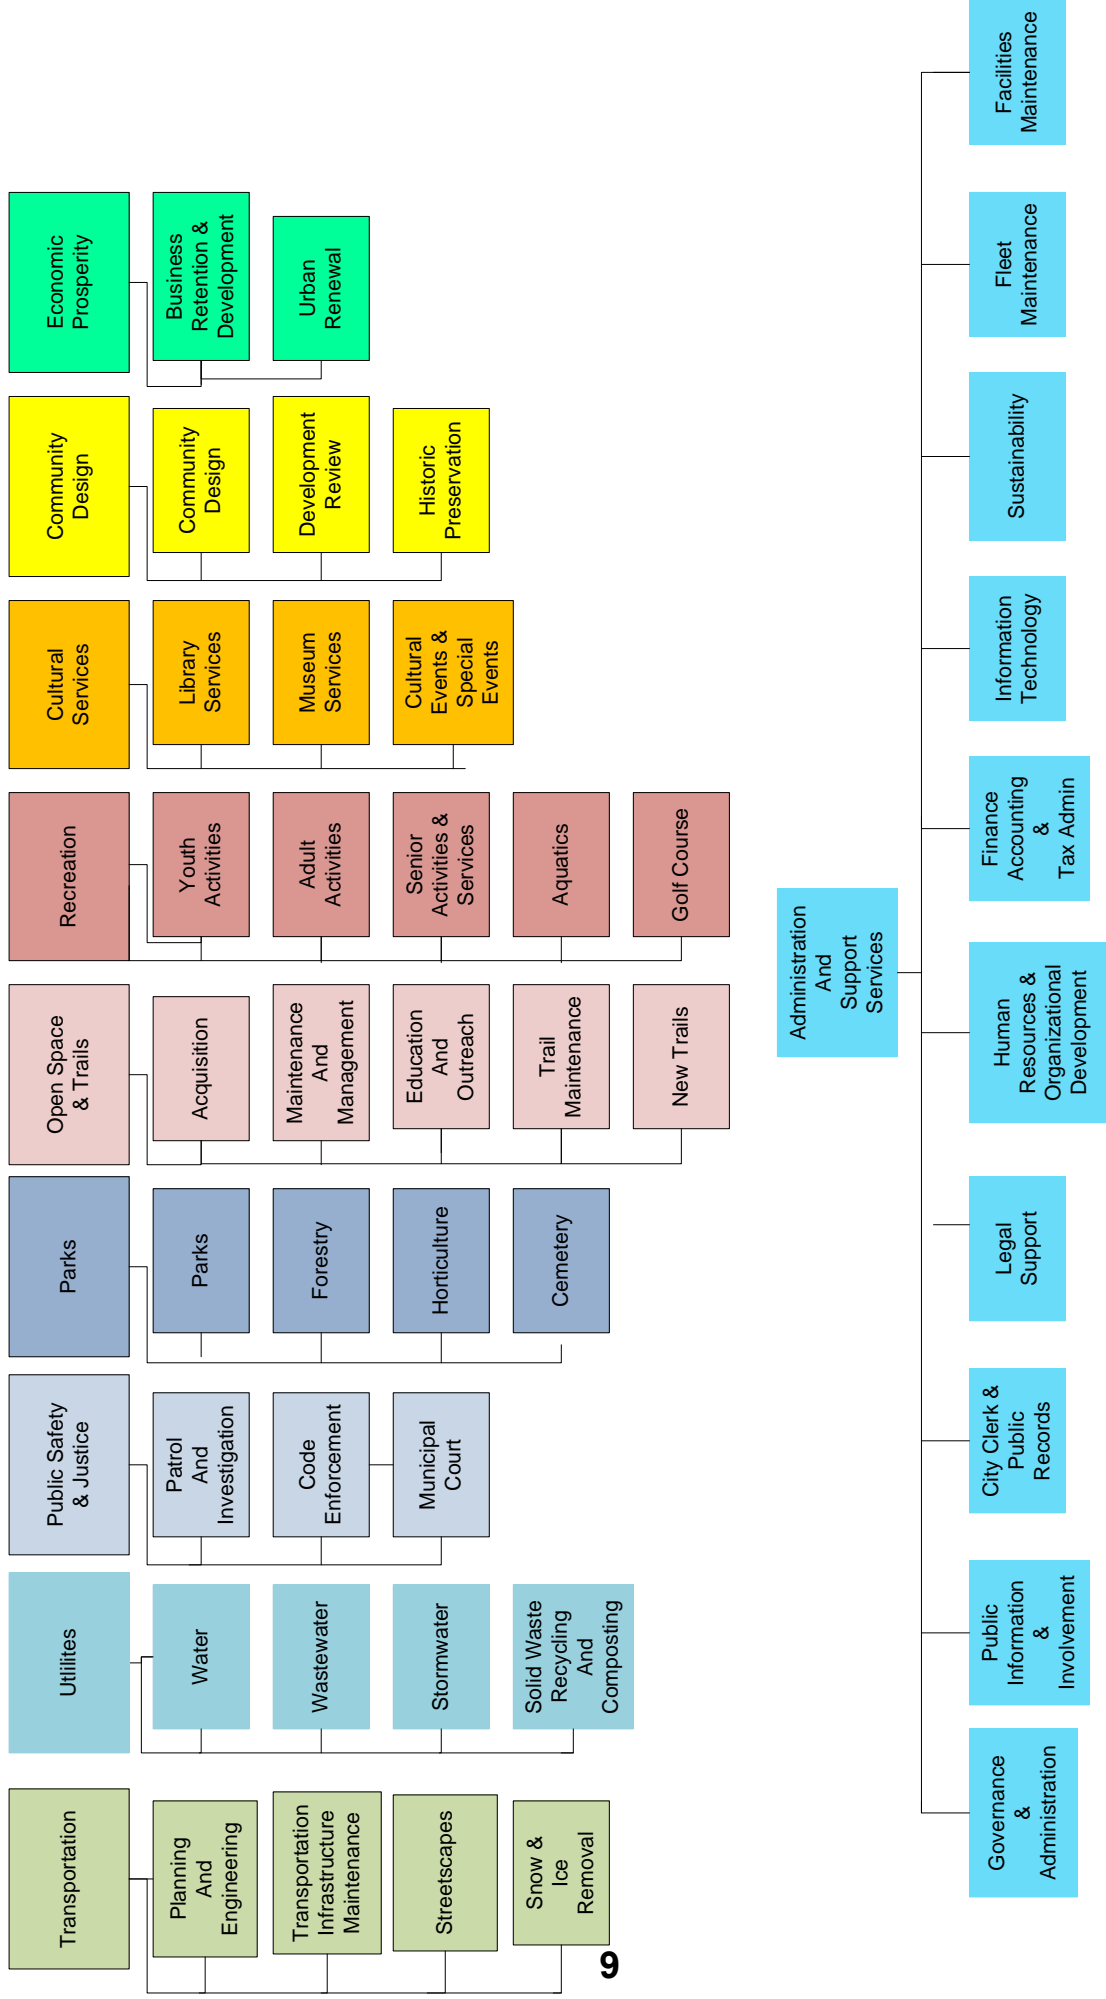 Transportation
Planning
And
Engineering
Transportation
Infrastructure
Maintenance
Streetscapes
Snow &
Ice
Removal
Utlilites
Water
Wastewater
Stormwater
Solid Waste
Recycling
And
Composting
Public Safety
& Justice
Patrol
And
Investigation
Code
Enforcement
Municipal
Court
Parks
Parks
Forestry
Horticulture
Cemetery
Open Space
& Trails
Acquisition
Maintenance
And
Management
Education
And
Outreach
Trail
Maintenance
New Trails
Recreation
Youth
Activities
Adult
Activities
Senior
Activities &
Services
Aquatics
Golf Course
Cultural
Services
Library
Services
Museum
Services
Cultural
Events &
Special
Events
Community
Design
Community
Design
Development
Review
Historic
Preservation
Economic
Prosperity
Business
Retention &
Development
Urban
Renewal
Administration
And
Support
Services
Governance
&
Administration
Public
Information
&
Involvement
City Clerk &
Public
Records
Legal
Support
Human
Resources &
Organizational
Development
Finance
Accounting
&
Tax Admin
Information
Technology
Sustainability
Fleet
Maintenance
Facilities
Maintenance
9